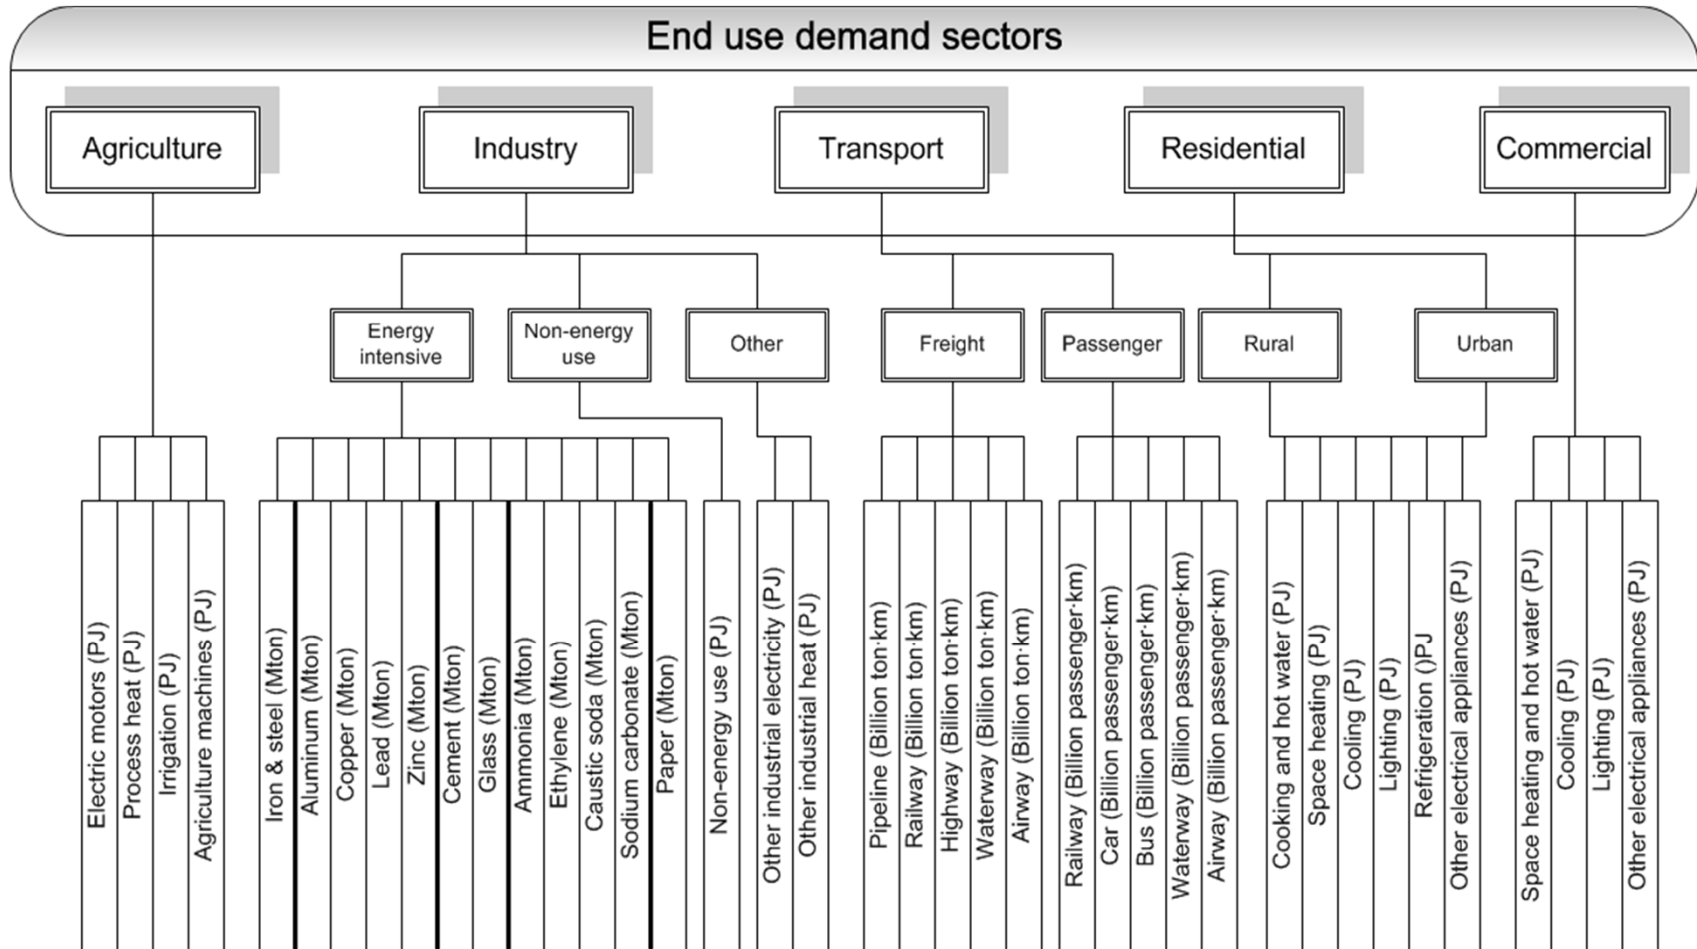 End use demand sectors
Agriculture
Industry
Transport
Residential
Commercial
Energy
intensive
Non-energy
use
Other
Freight
Passenger
Rural
Urban
Electric motors (PJ)
Process heat (PJ)
Irrigation (PJ)
Agriculture machines (PJ)
Iron & steel (Mton)
Aluminum (Mton)
Copper (Mton)
Lead (Mton)
Zinc (Mton)
Cement (Mton)
Glass (Mton)
Ammonia (Mton)
Ethylene (Mton)
Caustic soda (Mton)
Sodium carbonate (Mton)
Paper (Mton)
Non-energy use (PJ)
Other industrial electricity (PJ)
Other industrial heat (PJ)
Pipeline (Billion ton·km)
Railway (Billion ton·km)
Highway (Billion ton·km)
Waterway (Billion ton·km)
Airway (Billion ton·km)
Railway (Billion passenger·km)
Car (Billion passenger·km)
Bus (Billion passenger·km)
Waterway (Billion passenger·km)
Airway (Billion passenger·km)
Cooking and hot water (PJ)
Space heating (PJ)
Cooling (PJ)
Lighting (PJ)
Refrigeration ()PJ
Other electrical appliances (PJ)
Space heating and hot water (PJ)
Cooling (PJ)
Lighting (PJ)
Other electrical appliances (PJ)